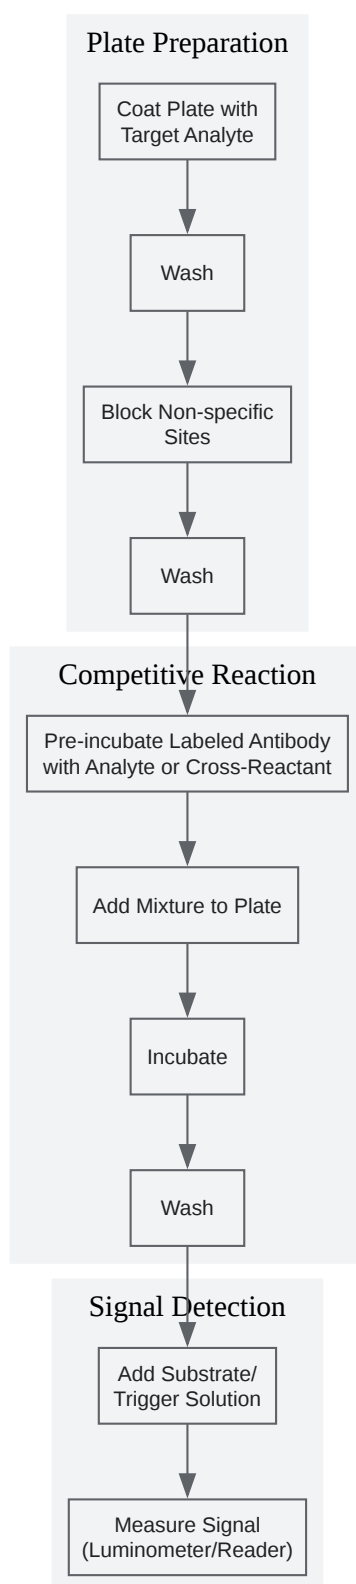 Plate Preparation
Coat Plate with
Target Analyte
Wash
Block Non-specific
Sites
Wash
Competitive Reaction
Pre-incubate Labeled Antibody
with Analyte or Cross-Reactant
Add Mixture to Plate
Incubate
Wash
Signal Detection
Add Substrate/
Trigger Solution
Measure Signal
(Luminometer/Reader)